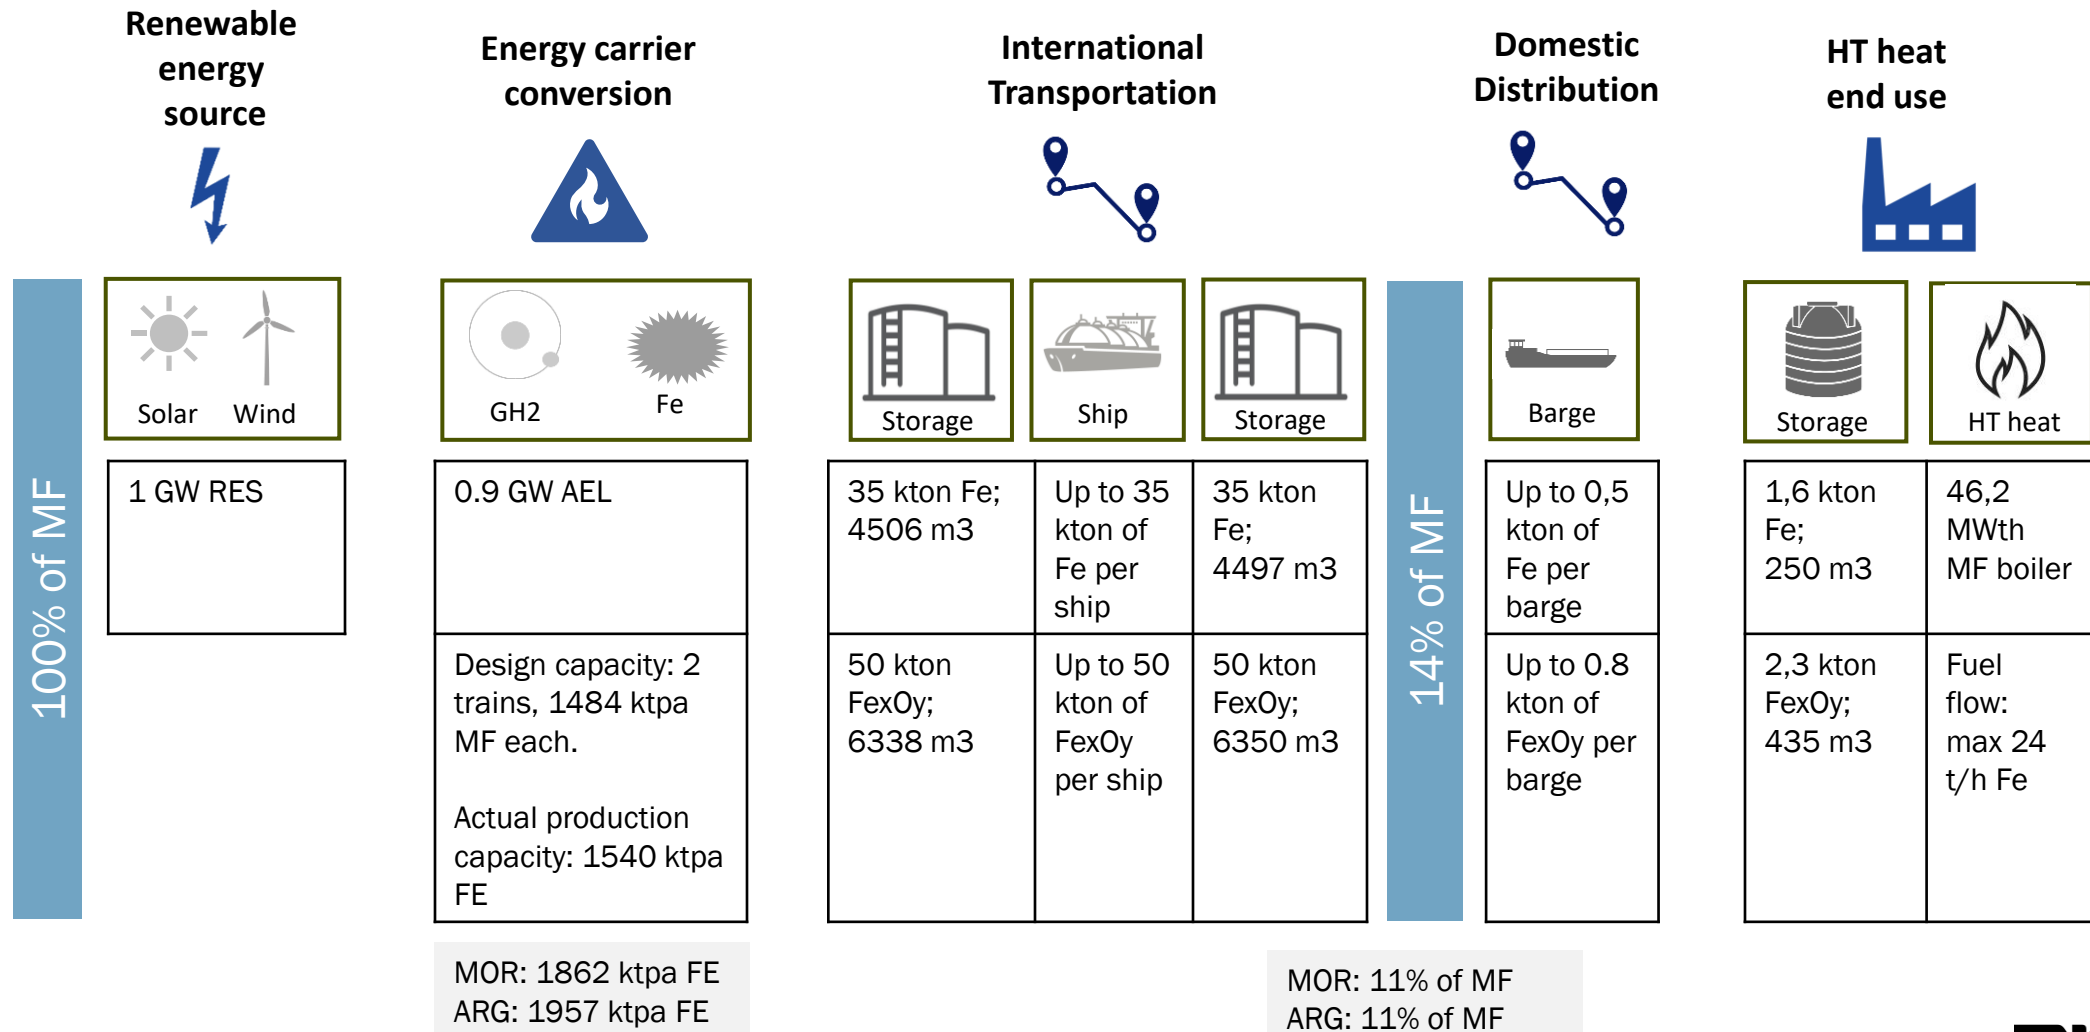 Renewable
energy
source
Energy carrier
conversion
International
Transportation
Domestic
Distribution
HT heat
end use
100% of MF
Solar
Wind
GH2
Fe
Storage
Ship
Storage
14% of MF
Barge
Storage
HT heat
1 GW RES
0.9 GW AEL
35 kton Fe;
4506 m3
Up to 35
kton of
Fe per
ship
35 kton
Fe;
4497 m3
Up to 0,5
kton of
Fe per
barge
1,6 kton
Fe;
250 m3
46,2
MWth
MF boiler
Design capacity: 2
trains, 1484 ktpa
MF each.
Actual production
capacity: 1540 ktpa
FE
50 kton
FexOy;
6338 m3
Up to 50
kton of
FexOy
per ship
50 kton
FexOy;
6350 m3
Up to 0.8
kton of
FexOy per
barge
2,3 kton
FexOy;
435 m3
Fuel
flow:
max 24
t/h Fe
MOR: 1862 ktpa FE
ARG: 1957 ktpa FE
MOR: 11% of MF
ARG: 11% of MF